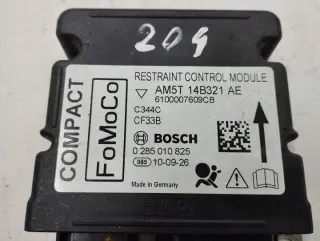 209
RESTRAINT CONTROL MODULE
AM5T 14B321 AE
6100007609CB
C344C
CF33B
COMPACT
FoMoCo
BOSCH
0 285 010 825
085 10-09-26
Made in Germany